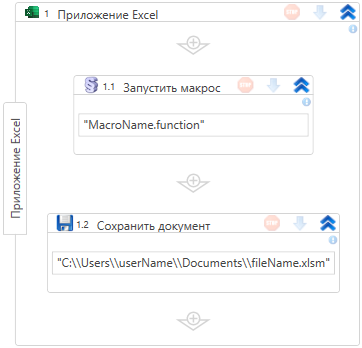 1 Приложение Excel
Приложение Excel
1.1 Запустить макрос
"MacroName.function"
1.2 Сохранить документ
"C:\\Users\\userName\\Documents\\fileName.xlsm"